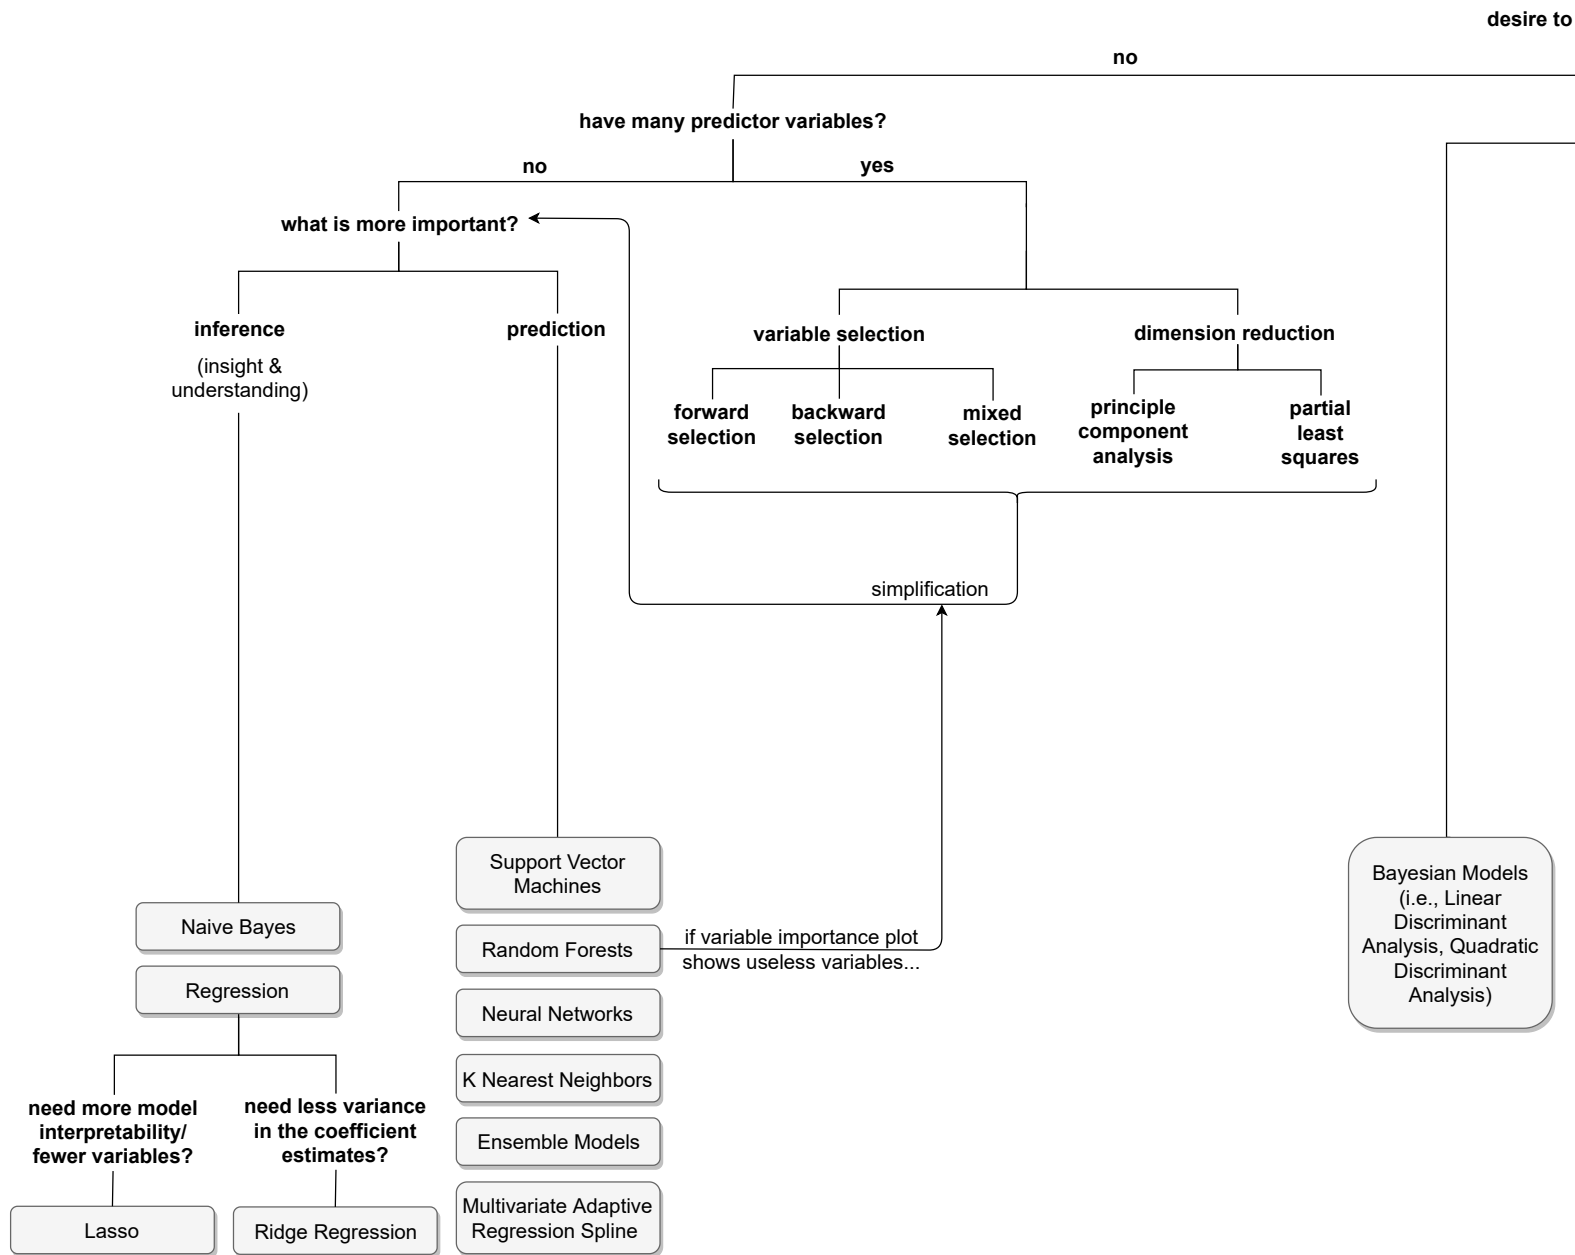 desire to
no
have many predictor variables?
no
yes
what is more important?
inference
(insight &
understanding)
prediction
variable selection
dimension reduction
forward
selection
backward
selection
mixed
selection
principle
component
analysis
partial
least
squares
simplification
Support Vector
Machines
Naive Bayes
Random Forests
if variable importance plot
shows useless variables...
Bayesian Models
(i.e., Linear
Discriminant
Analysis, Quadratic
Discriminant
Analysis)
Regression
Neural Networks
K Nearest Neighbors
need more model
interpretability/
fewer variables?
need less variance
in the coefficient
estimates?
Ensemble Models
Lasso
Ridge Regression
Multivariate Adaptive
Regression Spline